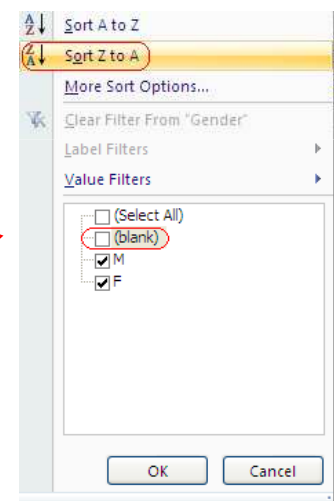 Sort A to Z
Sort Z to A
More Sort Options...
Clear Filter From "Gender"
Label Filters
Value Filters
(Select All)
(blank)
M
F
OK Cancel